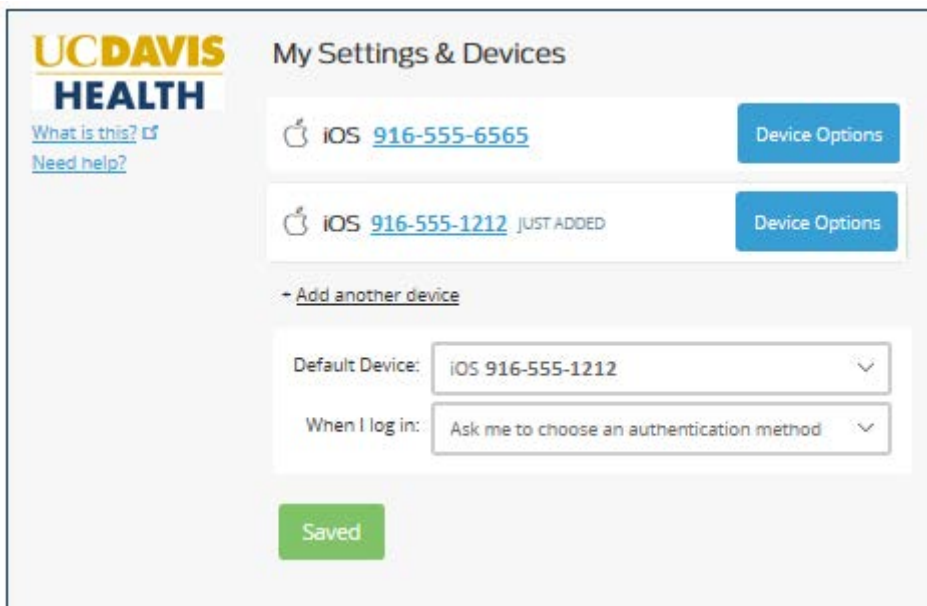 UCDAVIS
HEALTH
What is this?
Need help?
My Settings & Devices
iOS 916-555-6565
Device Options
iOS 916-555-1212 JUST ADDED
Device Options
+ Add another device
Default Device: iOS 916-555-1212
When I log in: Ask me to choose an authentication method
Saved